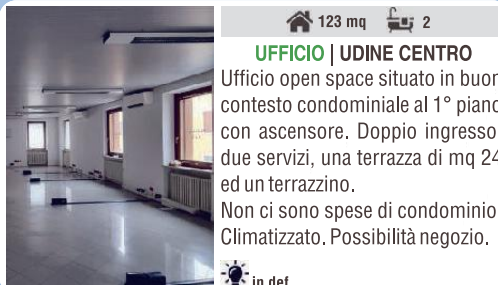 123 mq 2
UFFICIO | UDINE CENTRO
Ufficio open space situato in buon
contesto condominiale al 1° piano
con ascensore. Doppio ingresso
due servizi, una terrazza di mq 24
ed un terrazzino.
Non ci sono spese di condominio
Climatizzato. Possibilità negozio.
in def.